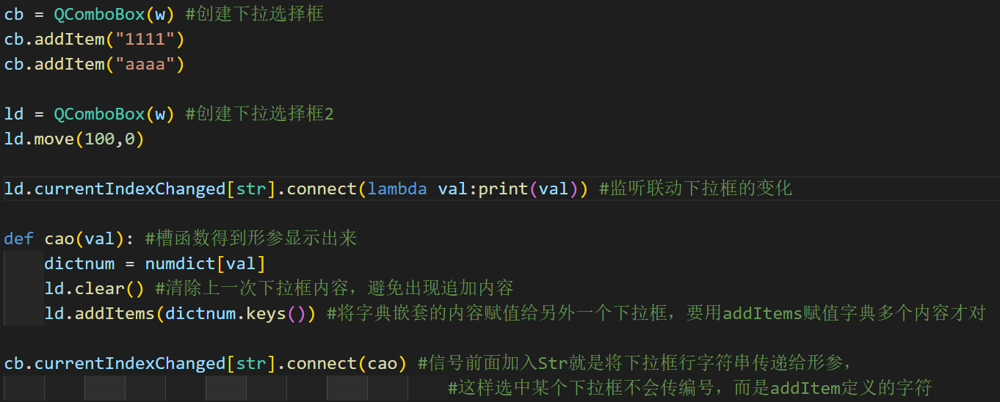 cb = QComboBox(w) #创建下拉选择框
cb.addItem("1111")
cb.addItem("aaaa")
ld = QComboBox(w) #创建下拉选择框2
ld.move(100,0)
ld.currentIndexChanged[str].connect(lambda val:print(val)) #监听联动下拉框的变化
def cao(val): #槽函数得到形参显示出来
    dictnum = numdict[val]
    ld.clear() #清除上一次下拉框内容，避免出现追加内容
    ld.addItems(dictnum.keys()) #将字典嵌套的内容赋值给另外一个下拉框，要用addItems赋值字典多个内容才对
cb.currentIndexChanged[str].connect(cao) #信号前面加入Str就是将下拉框行字符串传递给形参，
#这样选中某个下拉框不会传编号，而是addItem定义的字符